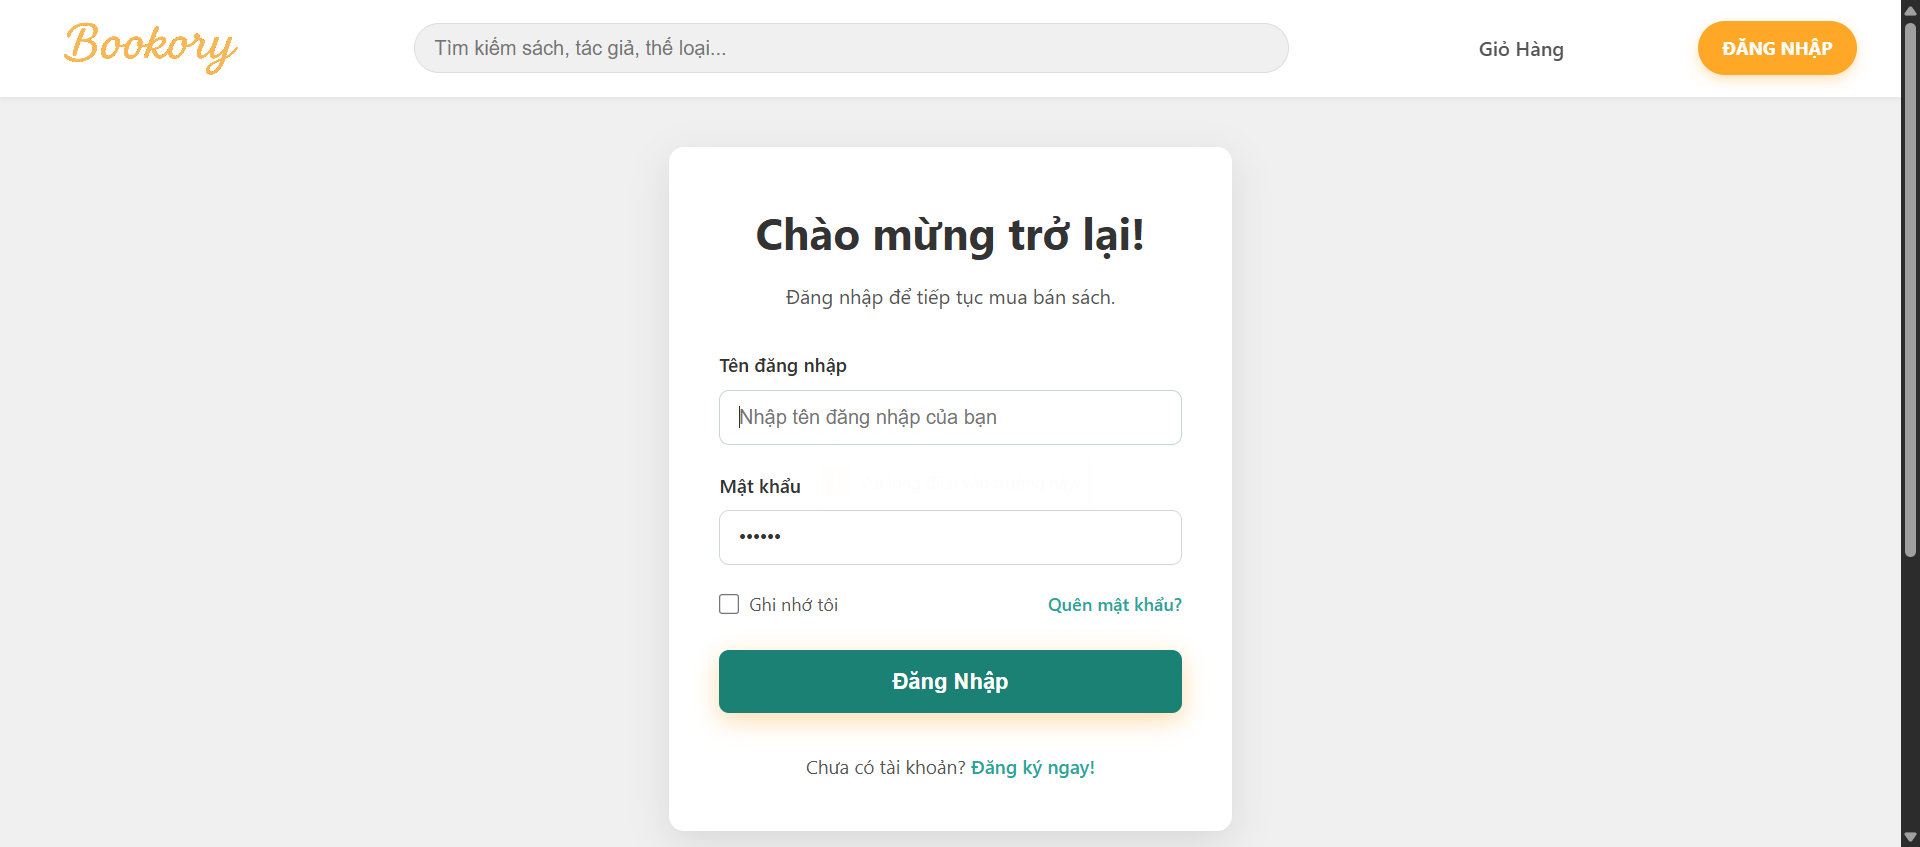 Bookory
Tìm kiếm sách, tác giả, thể loại...
Giỏ Hàng
ĐĂNG NHẬP
Chào mừng trở lại!
Đăng nhập để tiếp tục mua bán sách.
Tên đăng nhập
Nhập tên đăng nhập của bạn
Mật khẩu
••••••
Ghi nhớ tôi
Quên mật khẩu?
Đăng Nhập
Chưa có tài khoản? Đăng ký ngay!